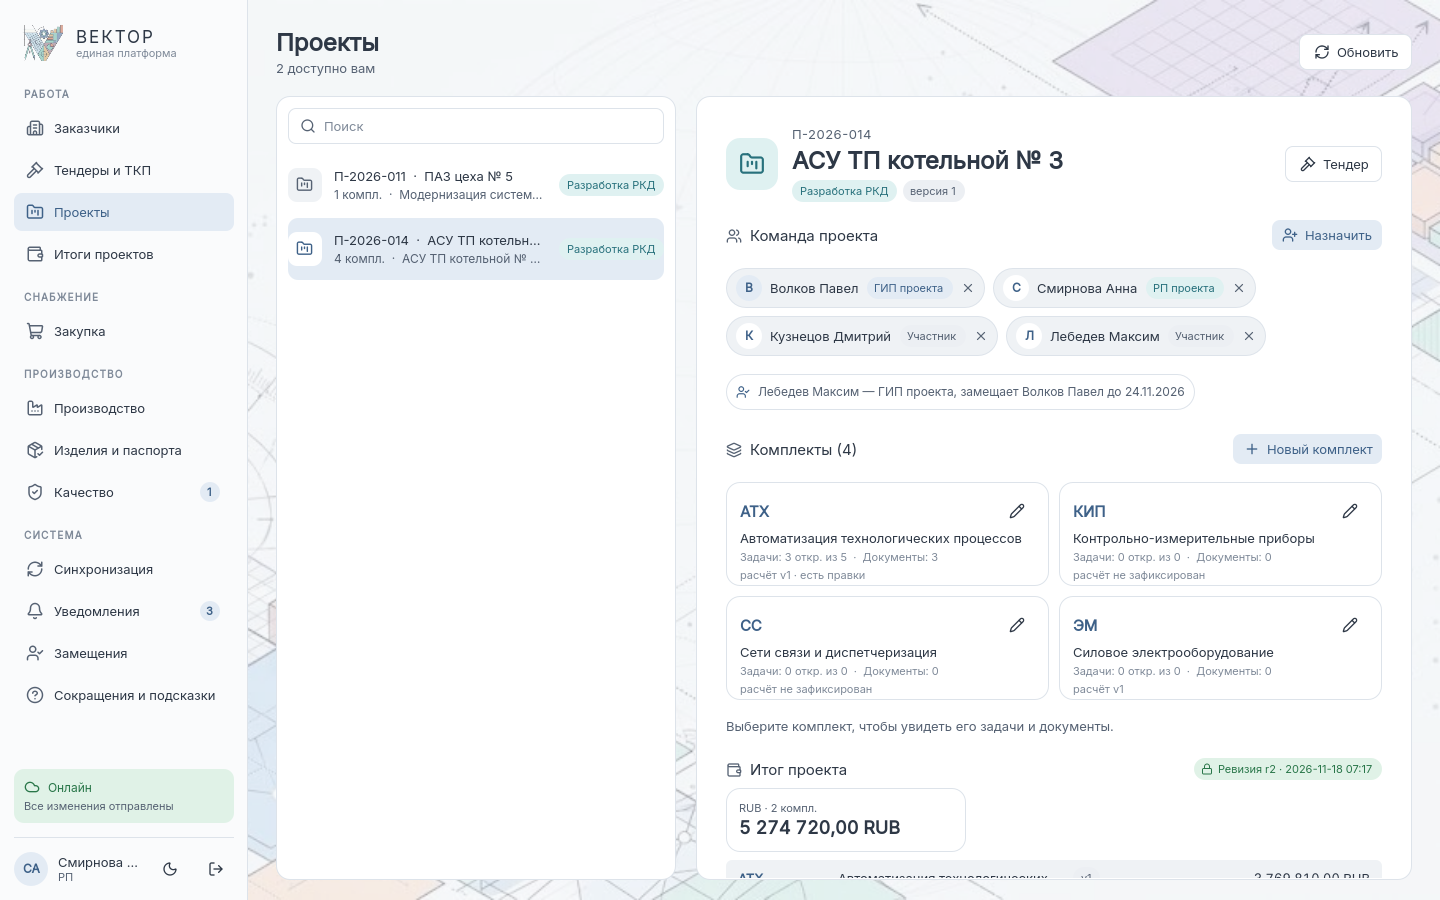 ВЕКТОР
единая платформа
РАБОТА
Заказчики
Тендеры и ТКП
Проекты
Итоги проектов
СНАБЖЕНИЕ
Закупка
ПРОИЗВОДСТВО
Производство
Изделия и паспорта
Качество 1
СИСТЕМА
Синхронизация
Уведомления 3
Замещения
Сокращения и подсказки
Онлайн
Все изменения отправлены
СА
Смирнова ...
РП
Проекты
2 доступно вам
Обновить
Поиск
П-2026-011 · ПАЗ цеха № 5
1 компл. · Модернизация систем...
Разработка РКД
П-2026-014 · АСУ ТП котельн...
4 компл. · АСУ ТП котельной № ...
Разработка РКД
П-2026-014
АСУ ТП котельной № 3
Разработка РКД версия 1
Тендер
Команда проекта
Назначить
В Волков Павел ГИП проекта
С Смирнова Анна РП проекта
К Кузнецов Дмитрий Участник
Л Лебедев Максим Участник
Лебедев Максим — ГИП проекта, замещает Волков Павел до 24.11.2026
Комплекты (4)
Новый комплект
АТХ
Автоматизация технологических процессов
Задачи: 3 откр. из 5 · Документы: 3
расчёт v1 · есть правки
КИП
Контрольно-измерительные приборы
Задачи: 0 откр. из 0 · Документы: 0
расчёт не зафиксирован
СС
Сети связи и диспетчеризация
Задачи: 0 откр. из 0 · Документы: 0
расчёт не зафиксирован
ЭМ
Силовое электрооборудование
Задачи: 0 откр. из 0 · Документы: 0
расчёт v1
Выберите комплект, чтобы увидеть его задачи и документы.
Итог проекта
Ревизия r2 · 2026-11-18 07:17
RUB · 2 компл.
5 274 720,00 RUB
АТХ Автоматизация технологических v1 3 769 810,00 RUB